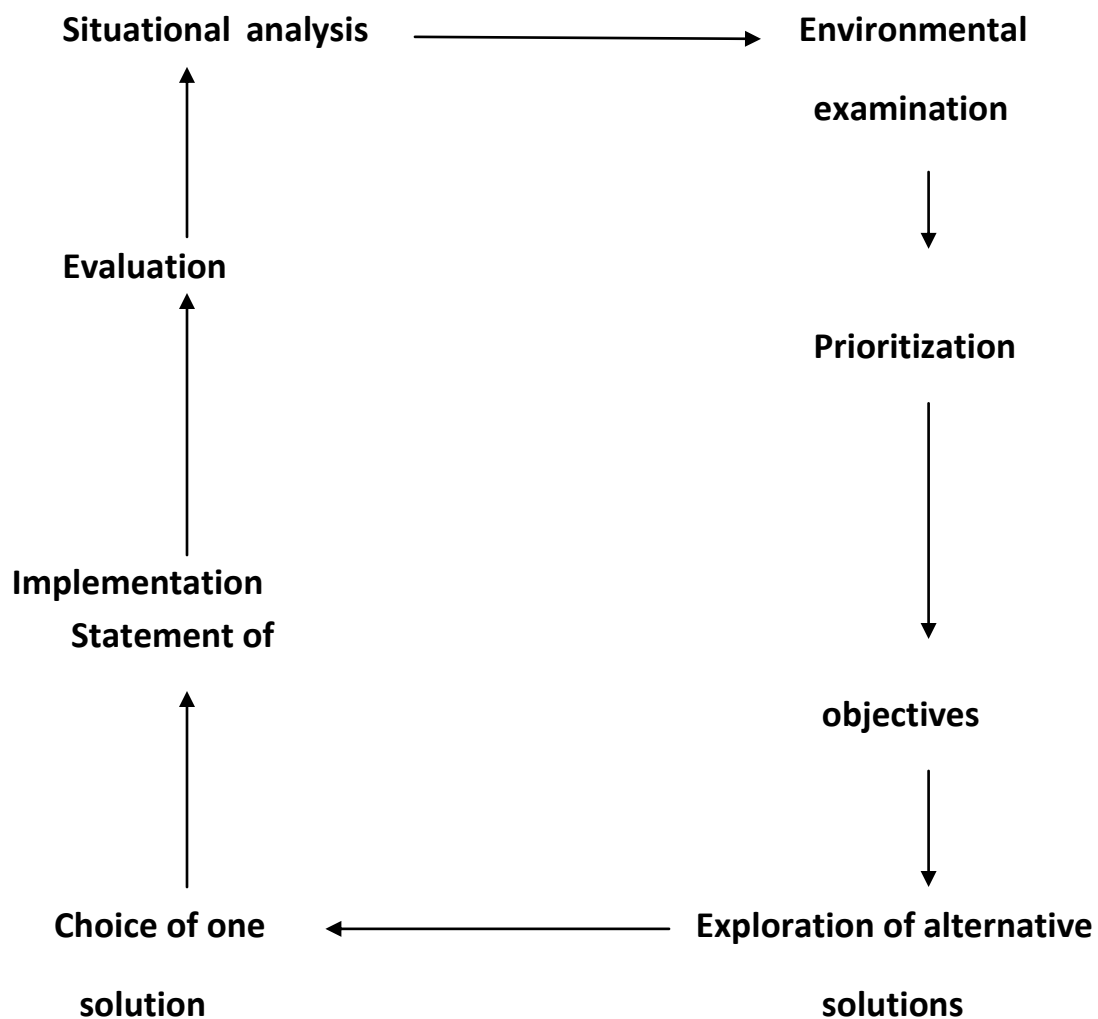 Situational analysis
Environmental
examination
Evaluation
Prioritization
Implementation
Statement of
objectives
Choice of one
solution
Exploration of alternative
solutions